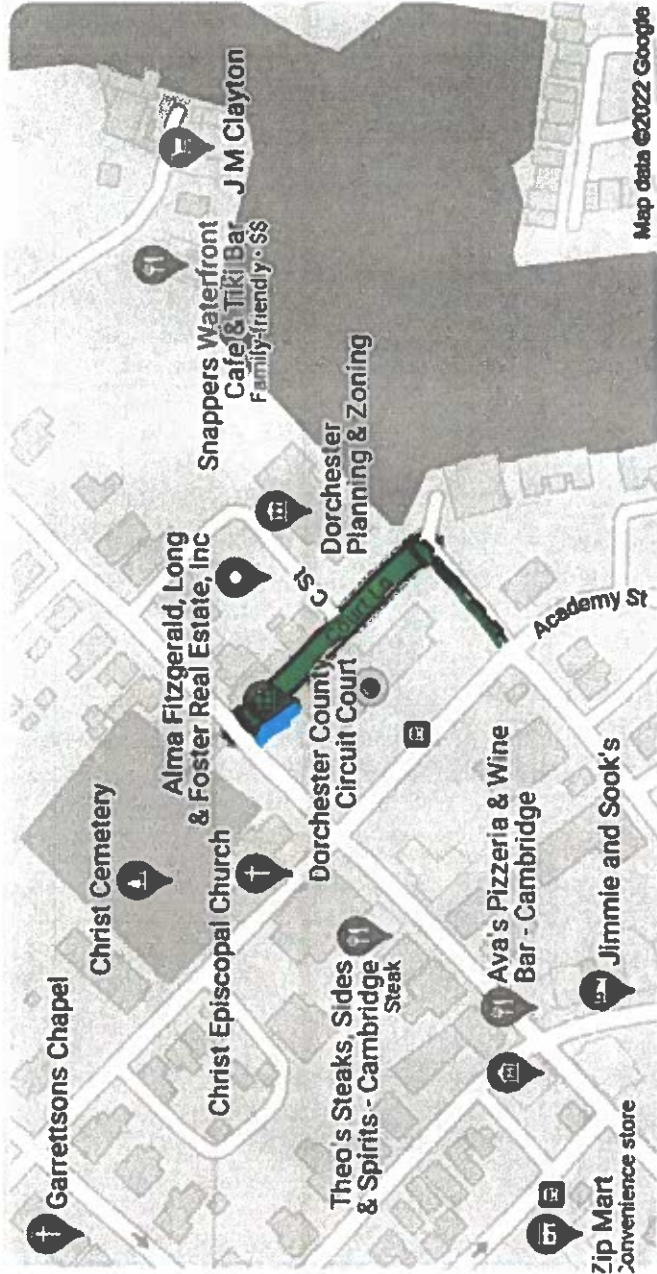 Garrettsons Chapel
Christ Cemetery
Alma Fitzgerald, Long
& Foster Real Estate, Inc
Snappers Waterfront
Cafe & Tiki Bar
Family-friendly • $$
J M Clayton
Christ Episcopal Church
Dorchester County
Circuit Court
Ct St
Court Ln
Dorchester
Planning & Zoning
Theo's Steaks, Sides
& Spirits - Cambridge
Steak
Academy St
Ava's Pizzeria & Wine
Bar - Cambridge
Jimmie and Sook's
Zip Mart
Convenience store
Map data ©2022 Google